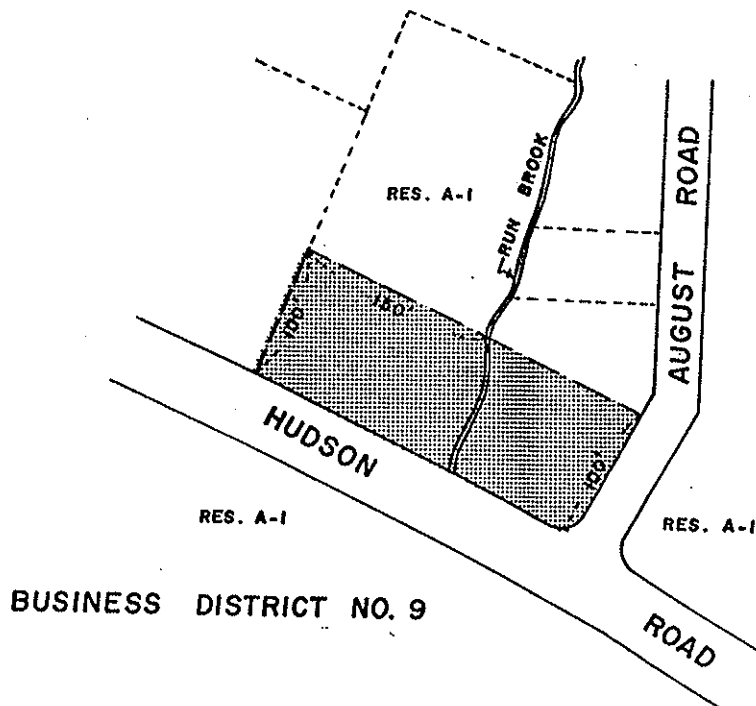 RES. A-1
RUN BROOK
AUGUST ROAD
100'
150'
100'
HUDSON ROAD
RES. A-1
RES. A-1
BUSINESS DISTRICT NO. 9